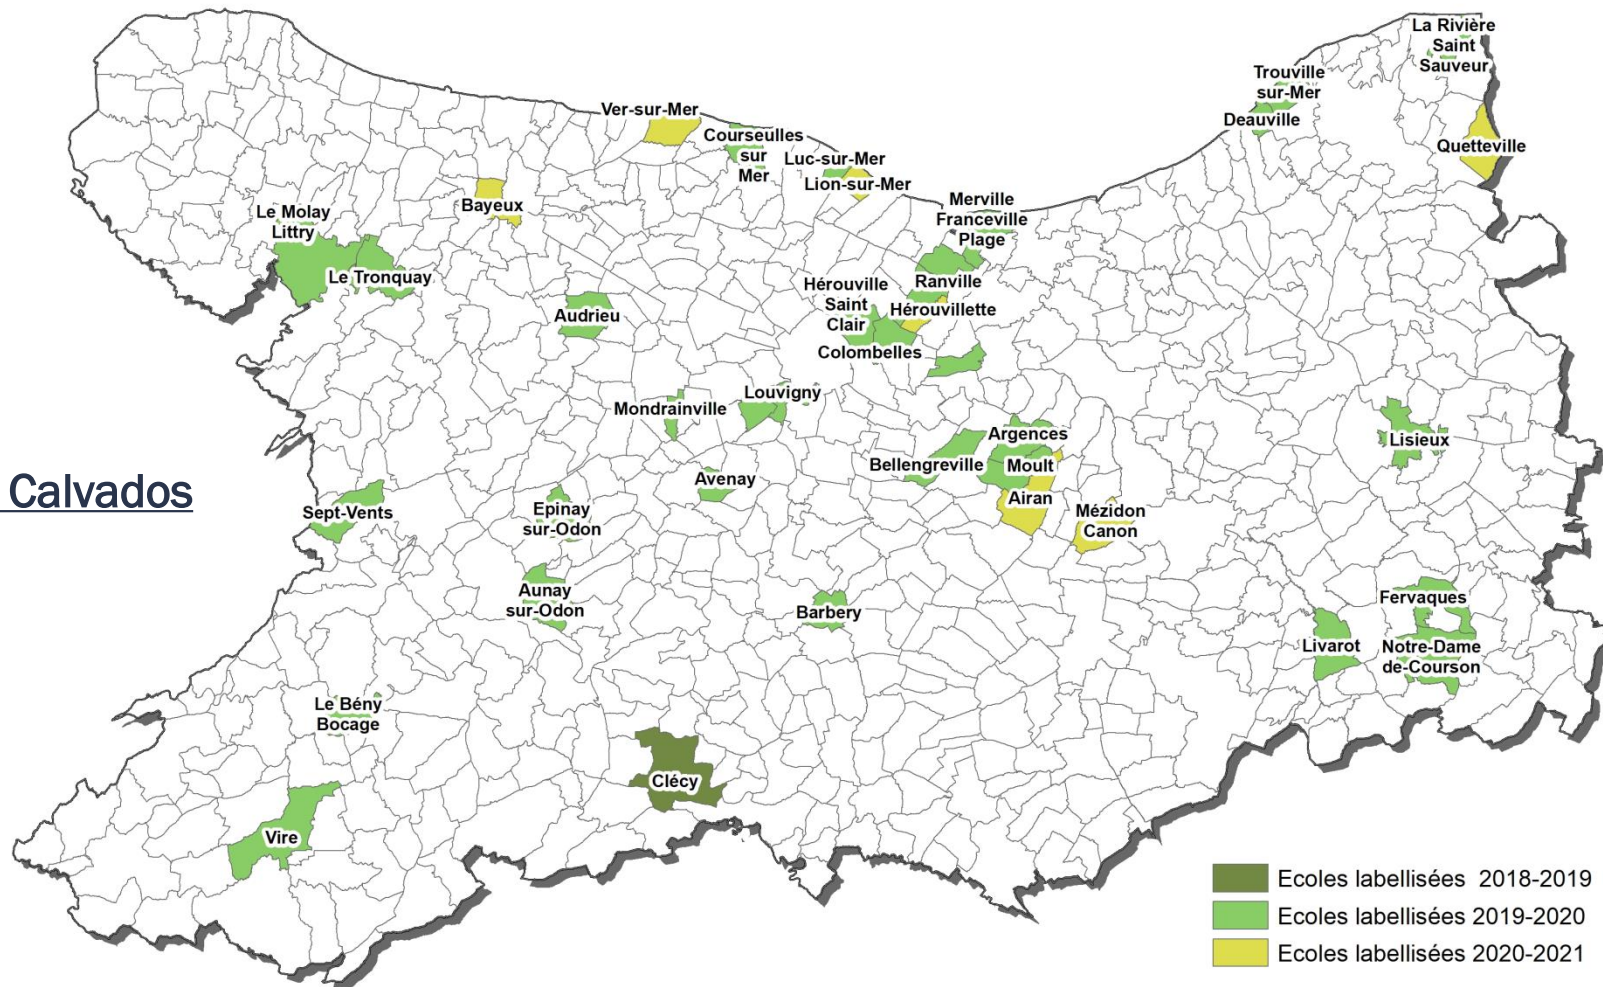 La Rivière
Saint
Sauveur
Trouville
sur-Mer
Deauville
Quetteville
Ver-sur-Mer
Courseulles
sur
Mer
Luc-sur-Mer
Lion-sur-Mer
Merville
Franceville
Plage
Bayeux
Le Molay
Littry
Le Tronquay
Audrieu
Ranville
Hérouville
Saint
Clair
Hérouvillette
Colombelles
Mondrainville
Louvigny
Argences
Bellengreville
Moult
Airan
Lisieux
Avenay
Mézidon
Canon
Calvados
Sept-Vents
Epinay
sur-Odon
Aunay
sur-Odon
Barbery
Fervaques
Livarot
Notre-Dame
de-Courson
Le Bény
Bocage
Clécy
Vire
Ecoles labellisées 2018-2019
Ecoles labellisées 2019-2020
Ecoles labellisées 2020-2021